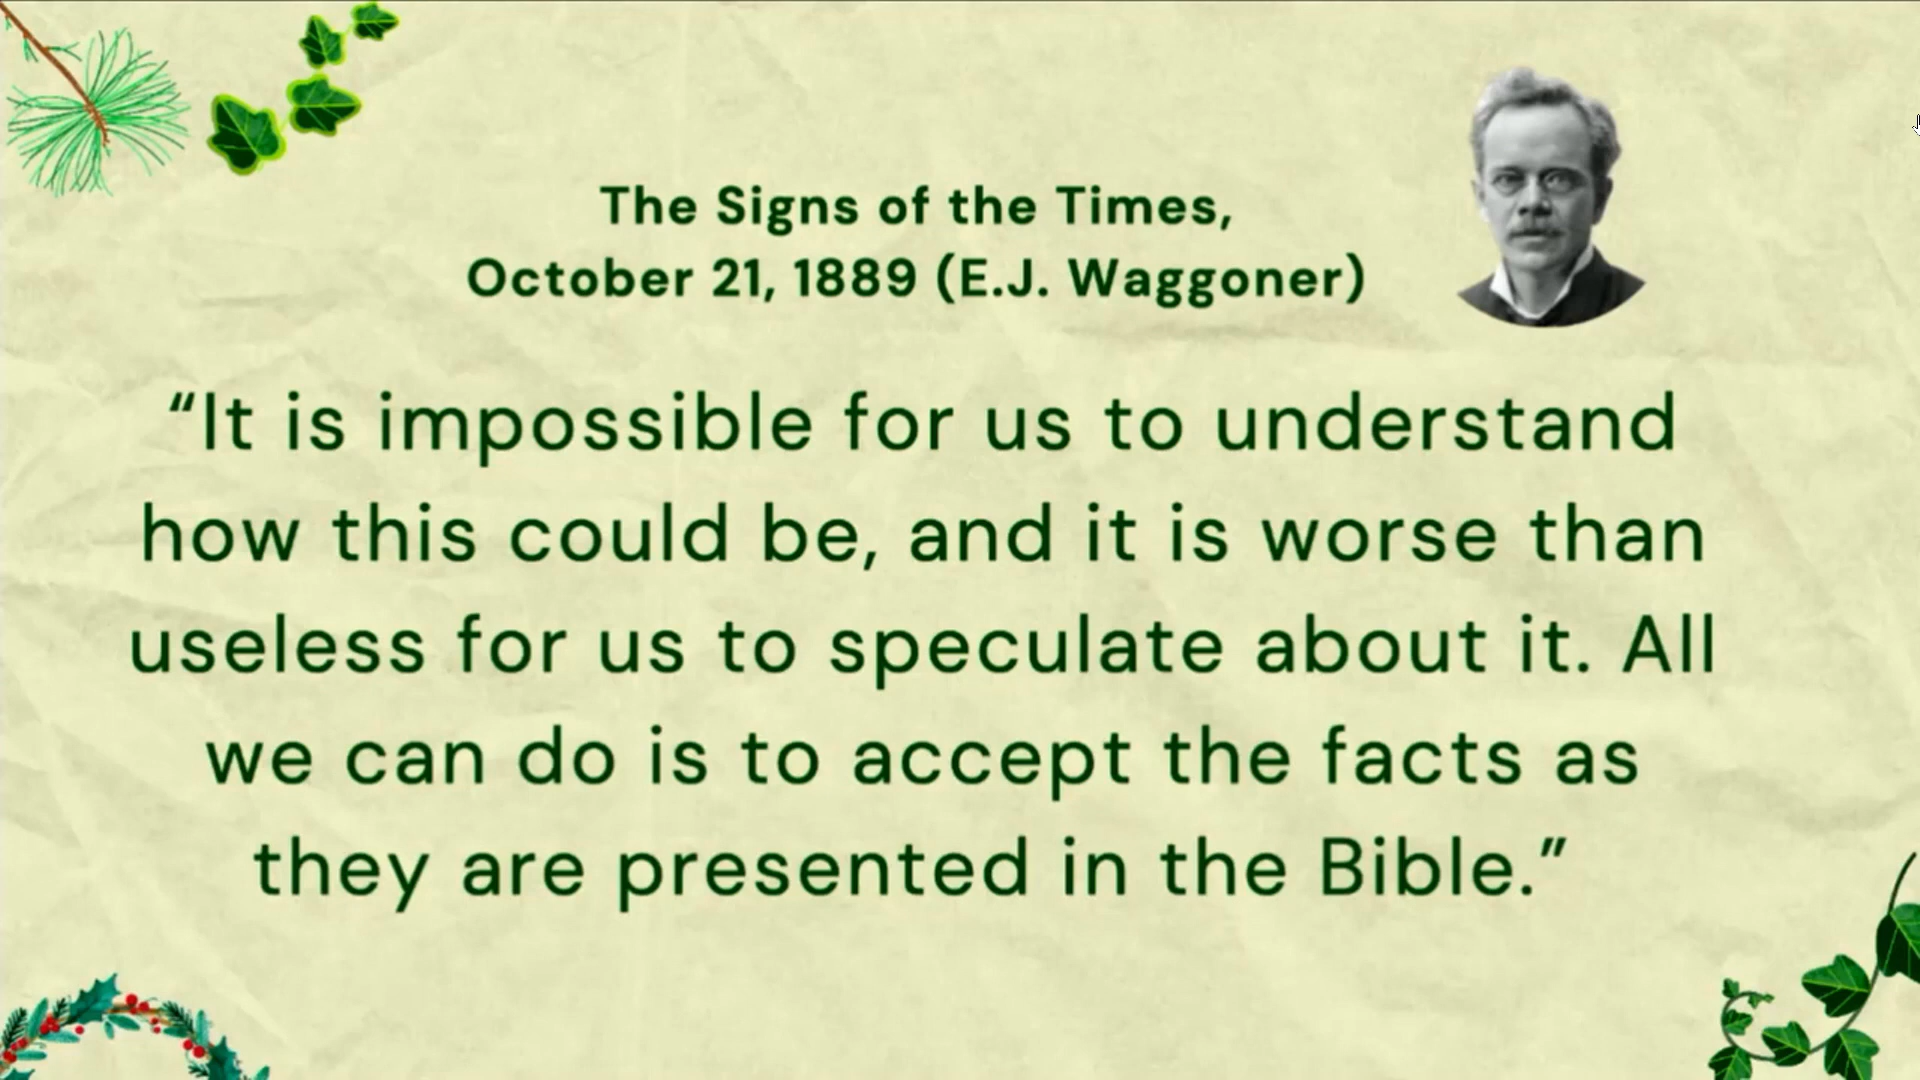 The Signs of the Times,
October 21, 1889 (E.J. Waggoner)
“It is impossible for us to understand
how this could be, and it is worse than
useless for us to speculate about it. All
we can do is to accept the facts as
they are presented in the Bible.”